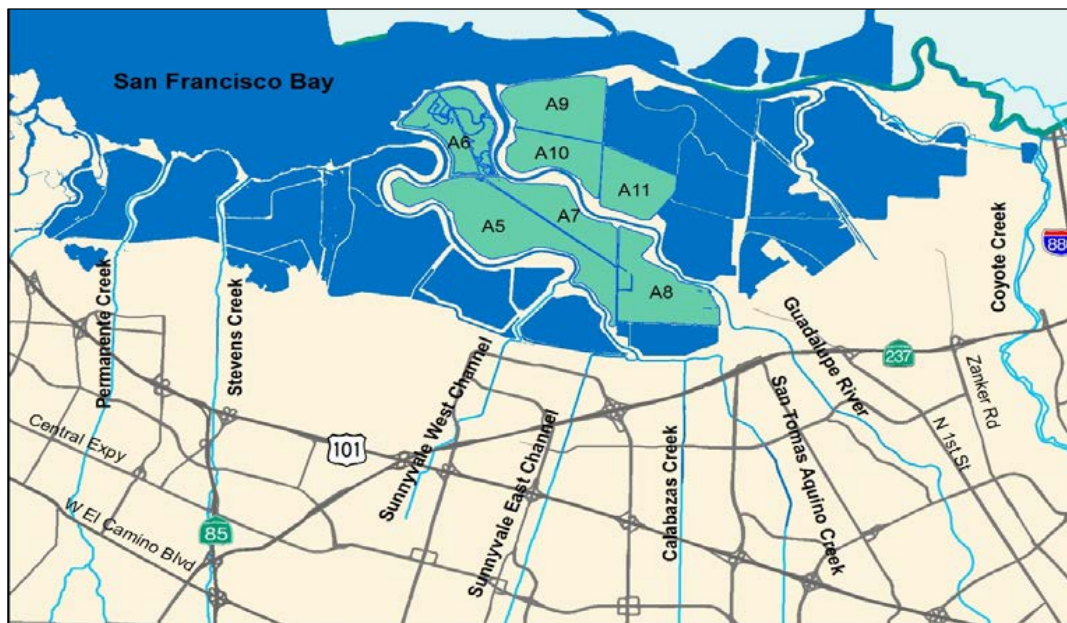 San Francisco Bay
A9
A6
A10
A11
A7
A5
A8
880
Coyote Creek
Permanente Creek
Stevens Creek
Guadalupe River
237
Zanker Rd
Sunnyvale West Channel
San Tomas Aquino Creek
N 1st St
Central Expy
101
Sunnyvale East Channel
Calabazas Creek
W El Camino Blvd
85